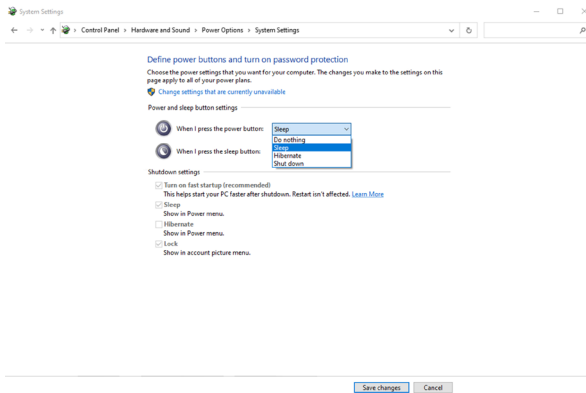 System Settings
Control Panel > Hardware and Sound > Power Options > System Settings
Define power buttons and turn on password protection
Choose the power settings that you want for your computer. The changes you make to the settings on this
page apply to all of your power plans.
Change settings that are currently unavailable
Power and sleep button settings
When I press the power button: Sleep
Do nothing
Sleep
Hibernate
Shut down
When I press the sleep button:
Shutdown settings
Turn on fast startup (recommended)
This helps start your PC faster after shutdown. Restart isn't affected. Learn More
Sleep
Show in Power menu.
Hibernate
Show in Power menu.
Lock
Show in account picture menu.
Save changes Cancel